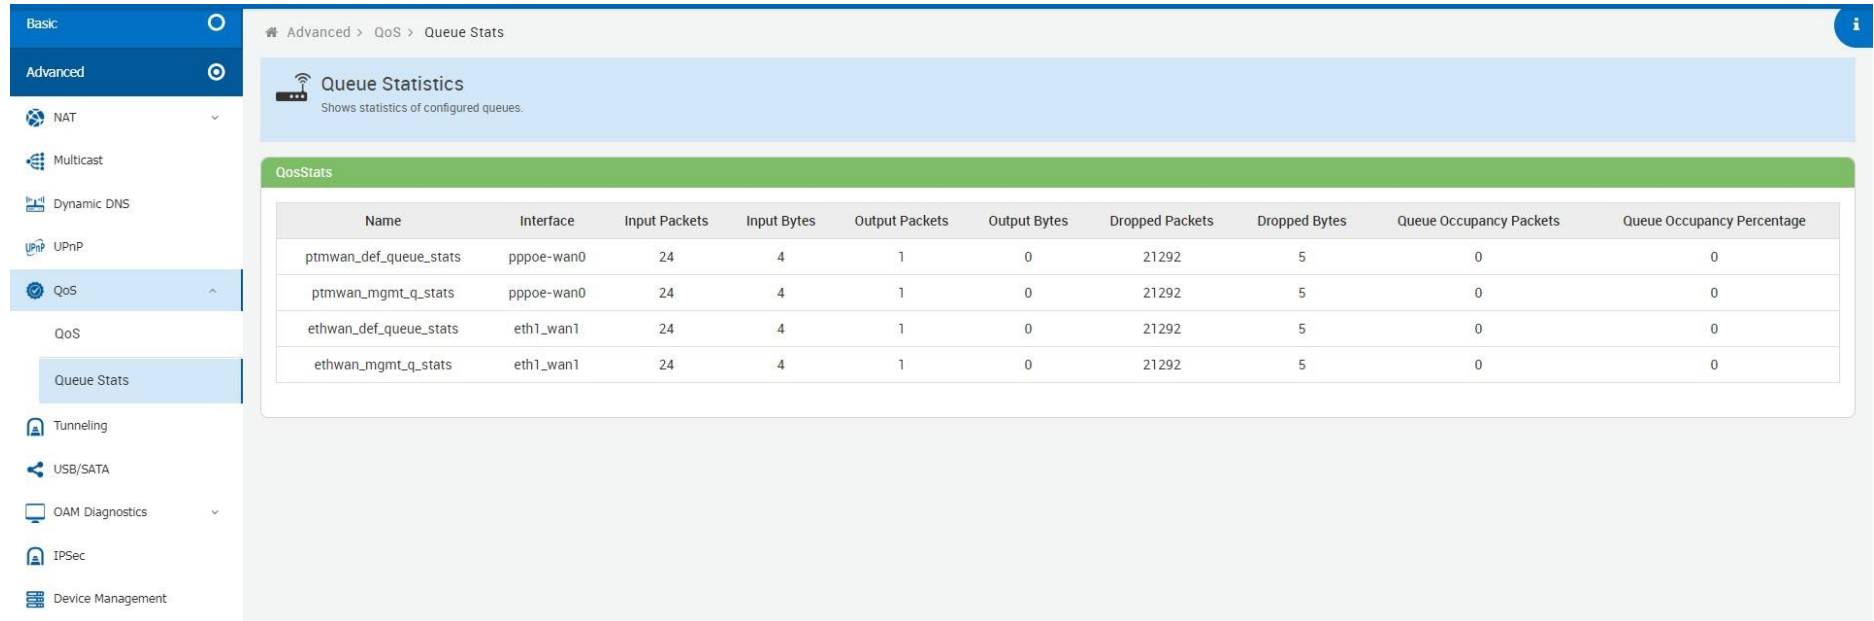 Basic
Advanced
NAT
Multicast
Dynamic DNS
UPnP UPnP
QoS
QoS
Queue Stats
Tunneling
USB/SATA
OAM Diagnostics
IPSec
Device Management
Advanced > QoS > Queue Stats
i
Queue Statistics
Shows statistics of configured queues.
QosStats
Name Interface Input Packets Input Bytes Output Packets Output Bytes Dropped Packets Dropped Bytes Queue Occupancy Packets Queue Occupancy Percentage
ptmwan_def_queue_stats pppoe-wan0 24 4 1 0 21292 5 0 0
ptmwan_mgmt_q_stats pppoe-wan0 24 4 1 0 21292 5 0 0
ethwan_def_queue_stats eth1_wan1 24 4 1 0 21292 5 0 0
ethwan_mgmt_q_stats eth1_wan1 24 4 1 0 21292 5 0 0